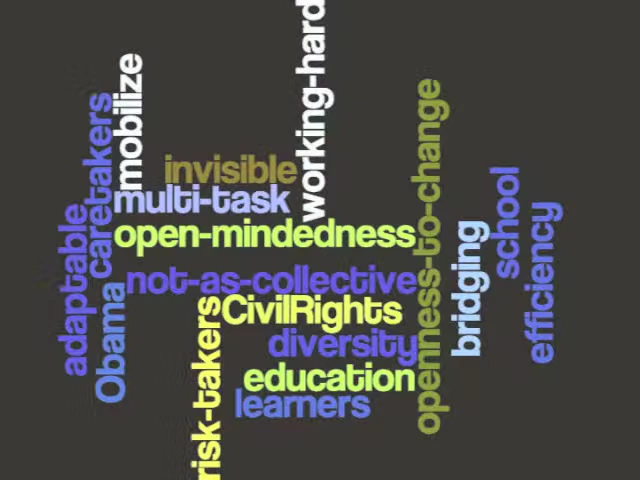 working-hard
mobilize
caretakers
invisible
multi-task
open-mindedness
openness-to-change
school
adaptable
efficiency
bridging
not-as-collective
Obama
CivilRights
risk-takers
diversity
education
learners